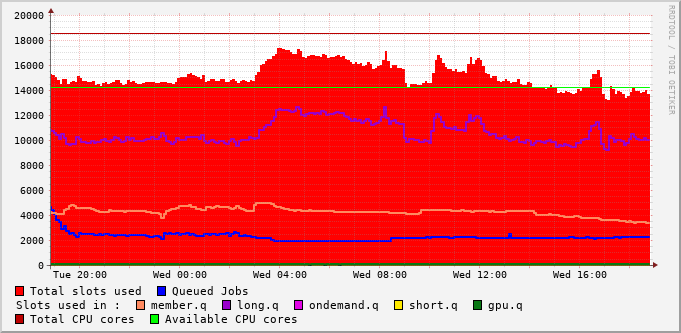 20000
18000
16000
14000
12000
10000
8000
6000
4000
2000
0
Tue 20:00 Wed 00:00 Wed 04:00 Wed 08:00 Wed 12:00 Wed 16:00
RRDTOOL / TOBI OETIKER
Total slots used Queued Jobs
Slots used in : member.q long.q ondemand.q short.q gpu.q
Total CPU cores Available CPU cores